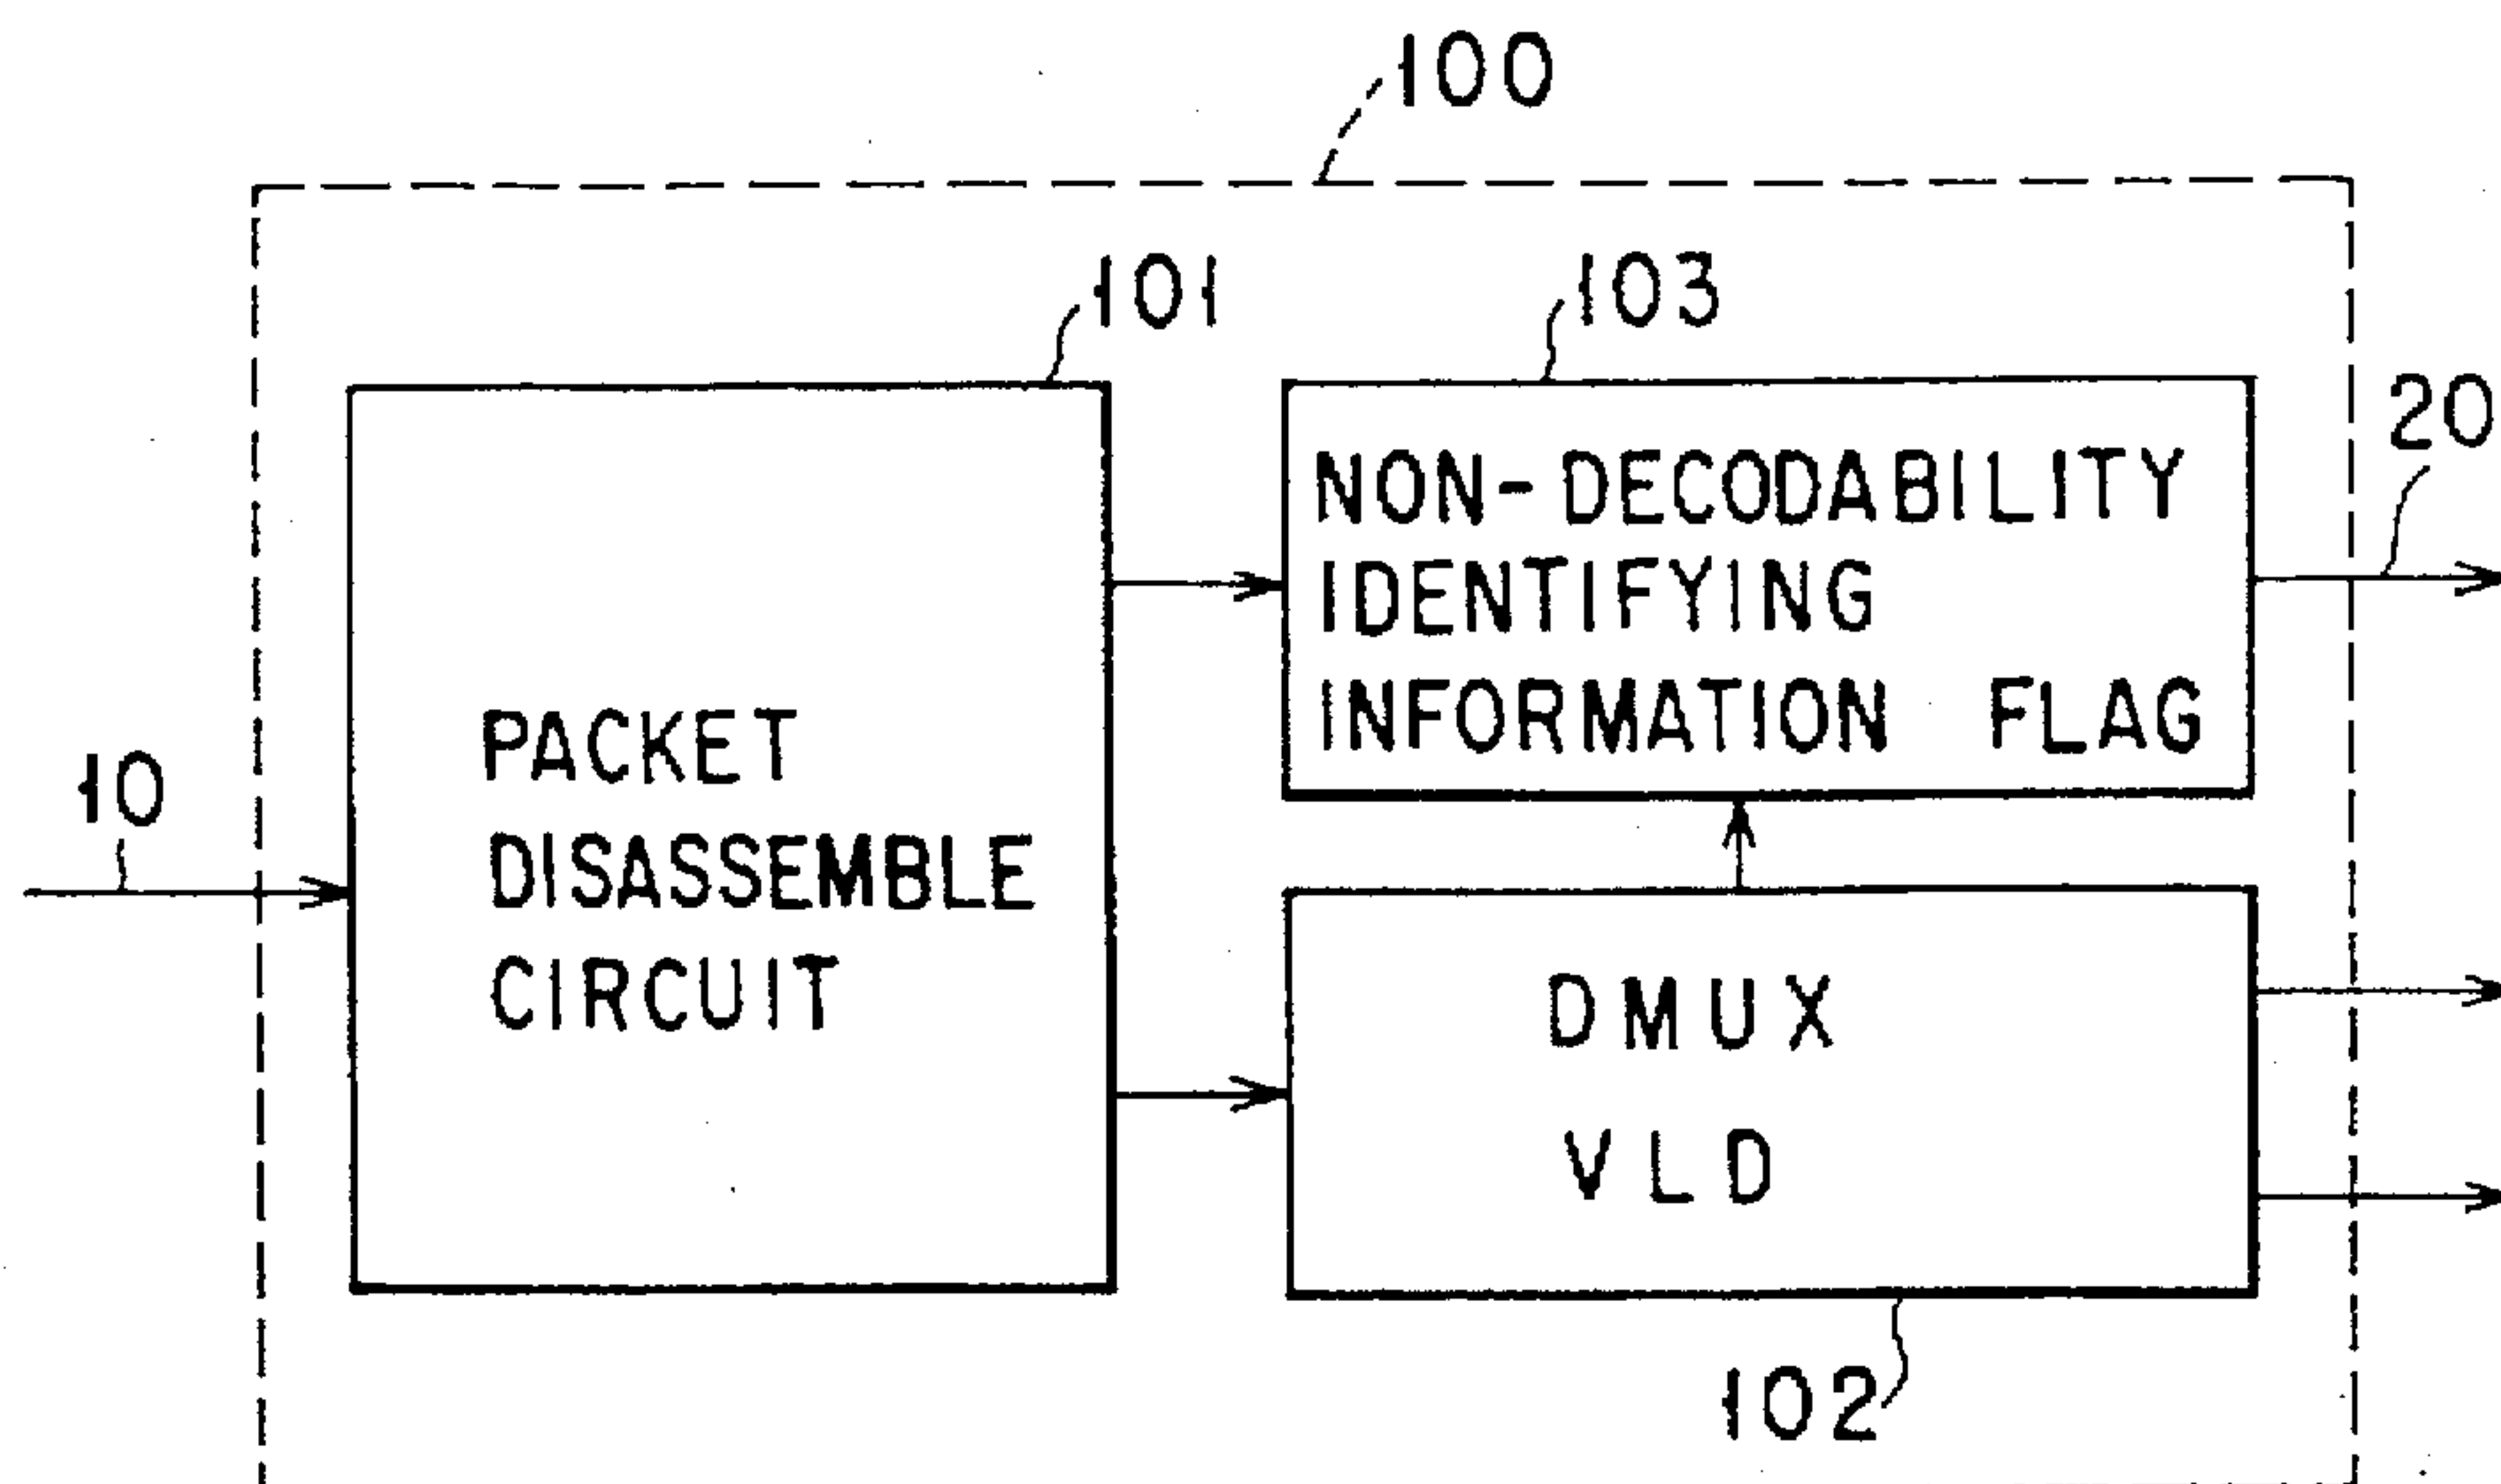 100
101
103
20
NON-DECODABILITY
IDENTIFYING
INFORMATION FLAG
10
PACKET
DISASSEMBLE
CIRCUIT
DMUX
VLD
102